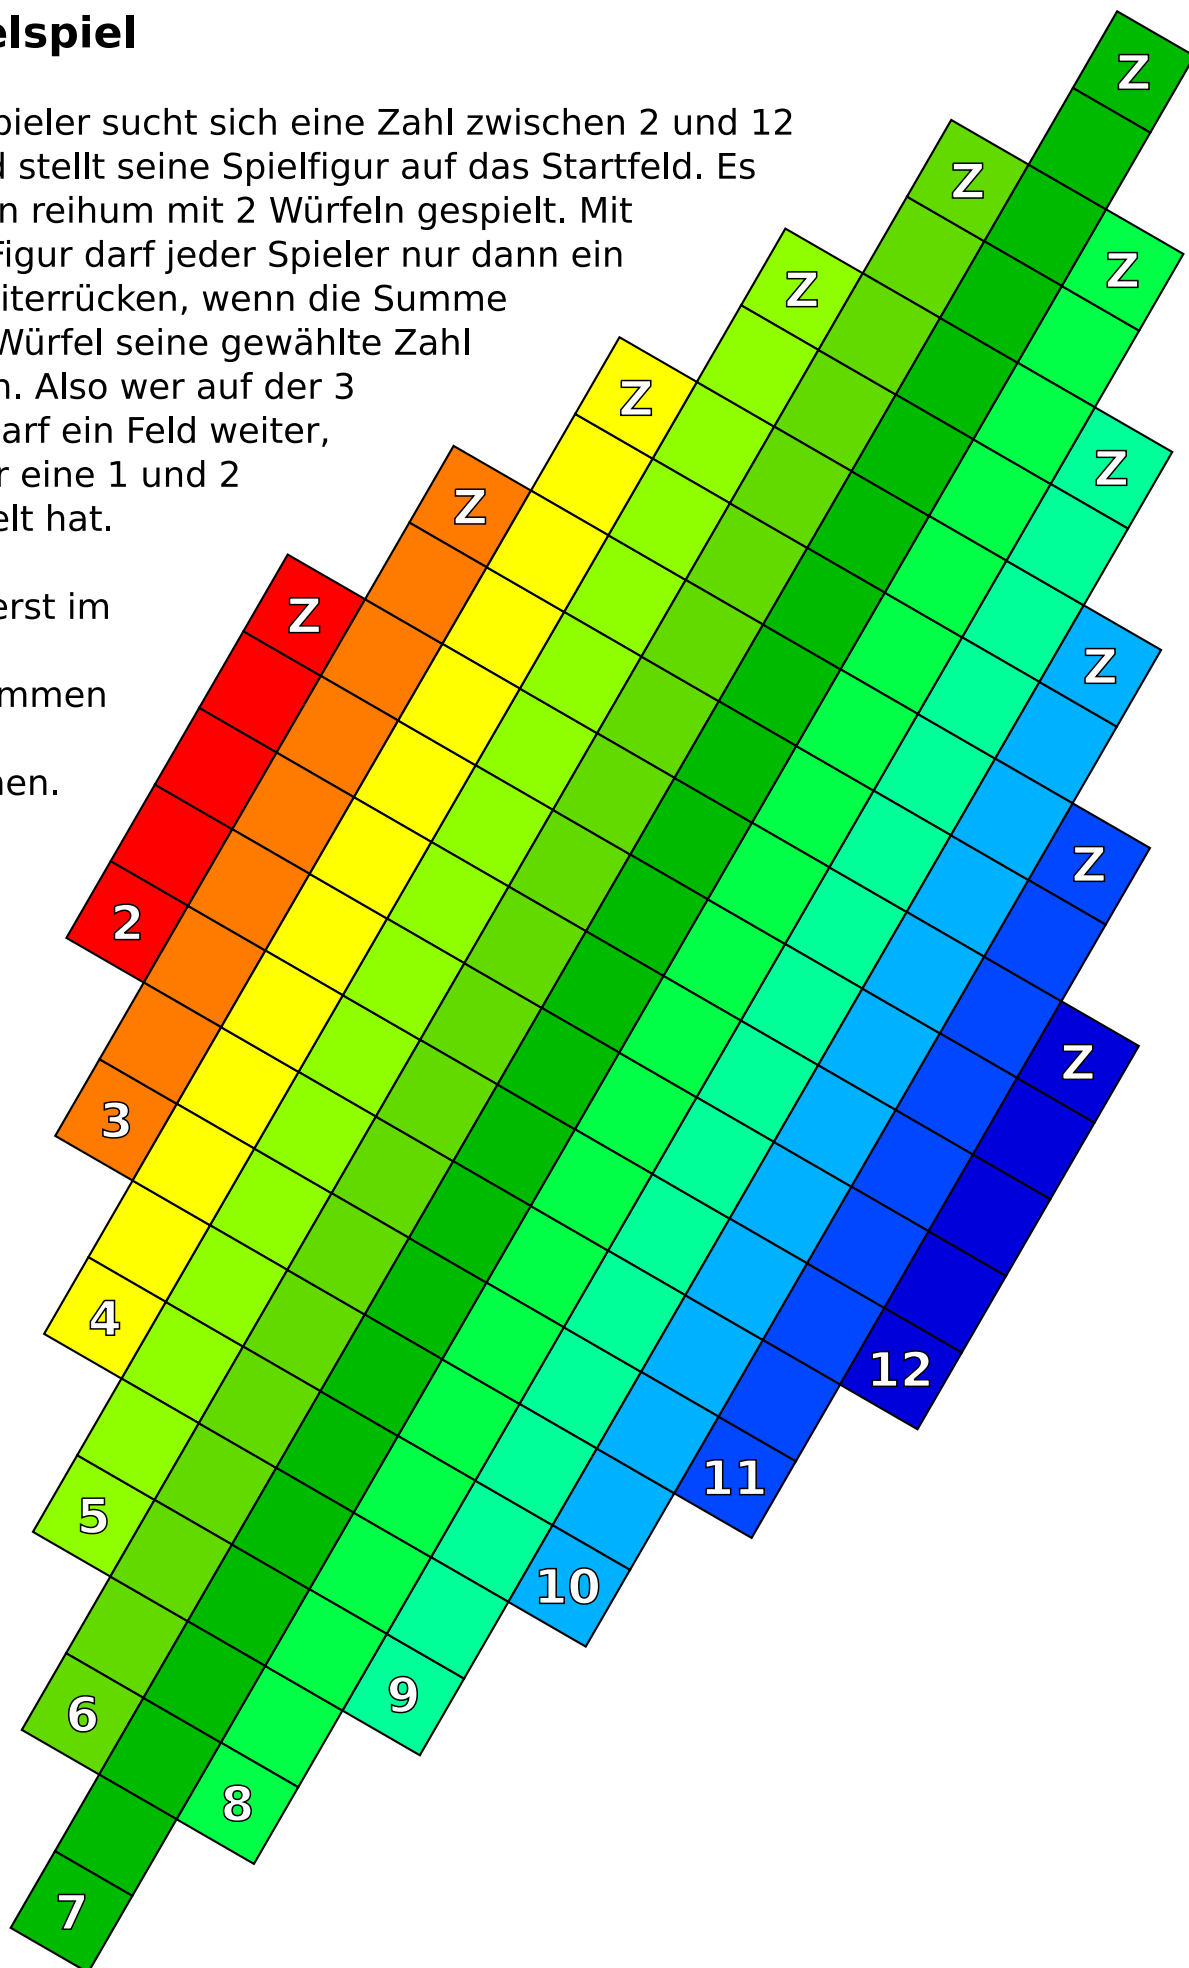 elspiel
pieler sucht sich eine Zahl zwischen 2 und 12
d stellt seine Spielfigur auf das Startfeld. Es
n reihum mit 2 Würfeln gespielt. Mit
Figur darf jeder Spieler nur dann ein
iterrücken, wenn die Summe
Würfel seine gewählte Zahl
n. Also wer auf der 3
arf ein Feld weiter,
r eine 1 und 2
elt hat.
erst im
mmen
nen.
Z
Z
Z
Z
Z
Z
Z
Z
Z
Z
Z
2
3
4
5
6
7
8
9
10
11
12